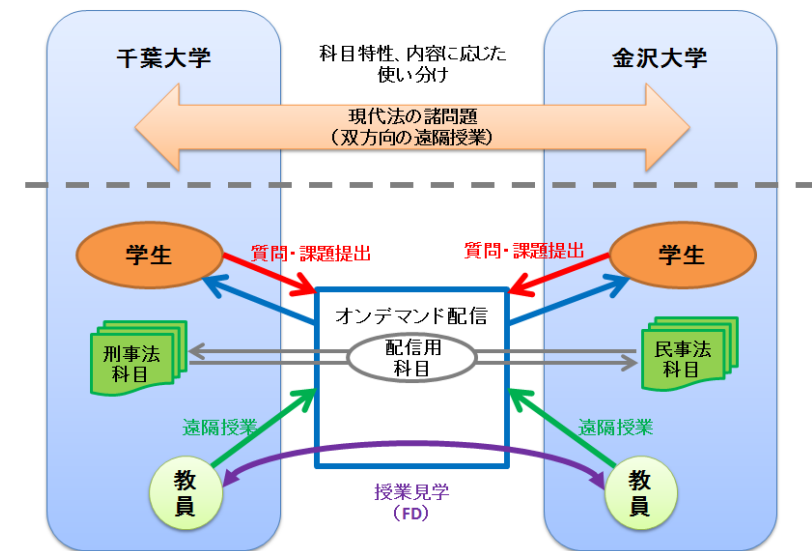 千葉大学
科目特性、内容に応じた
使い分け
金沢大学
現代法の諸問題
（双方向の遠隔授業）
学生
質問・課題提出
質問・課題提出
学生
オンデマンド配信
配信用
科目
刑事法
科目
民事法
科目
遠隔授業
遠隔授業
教
員
授業見学
（FD）
教
員